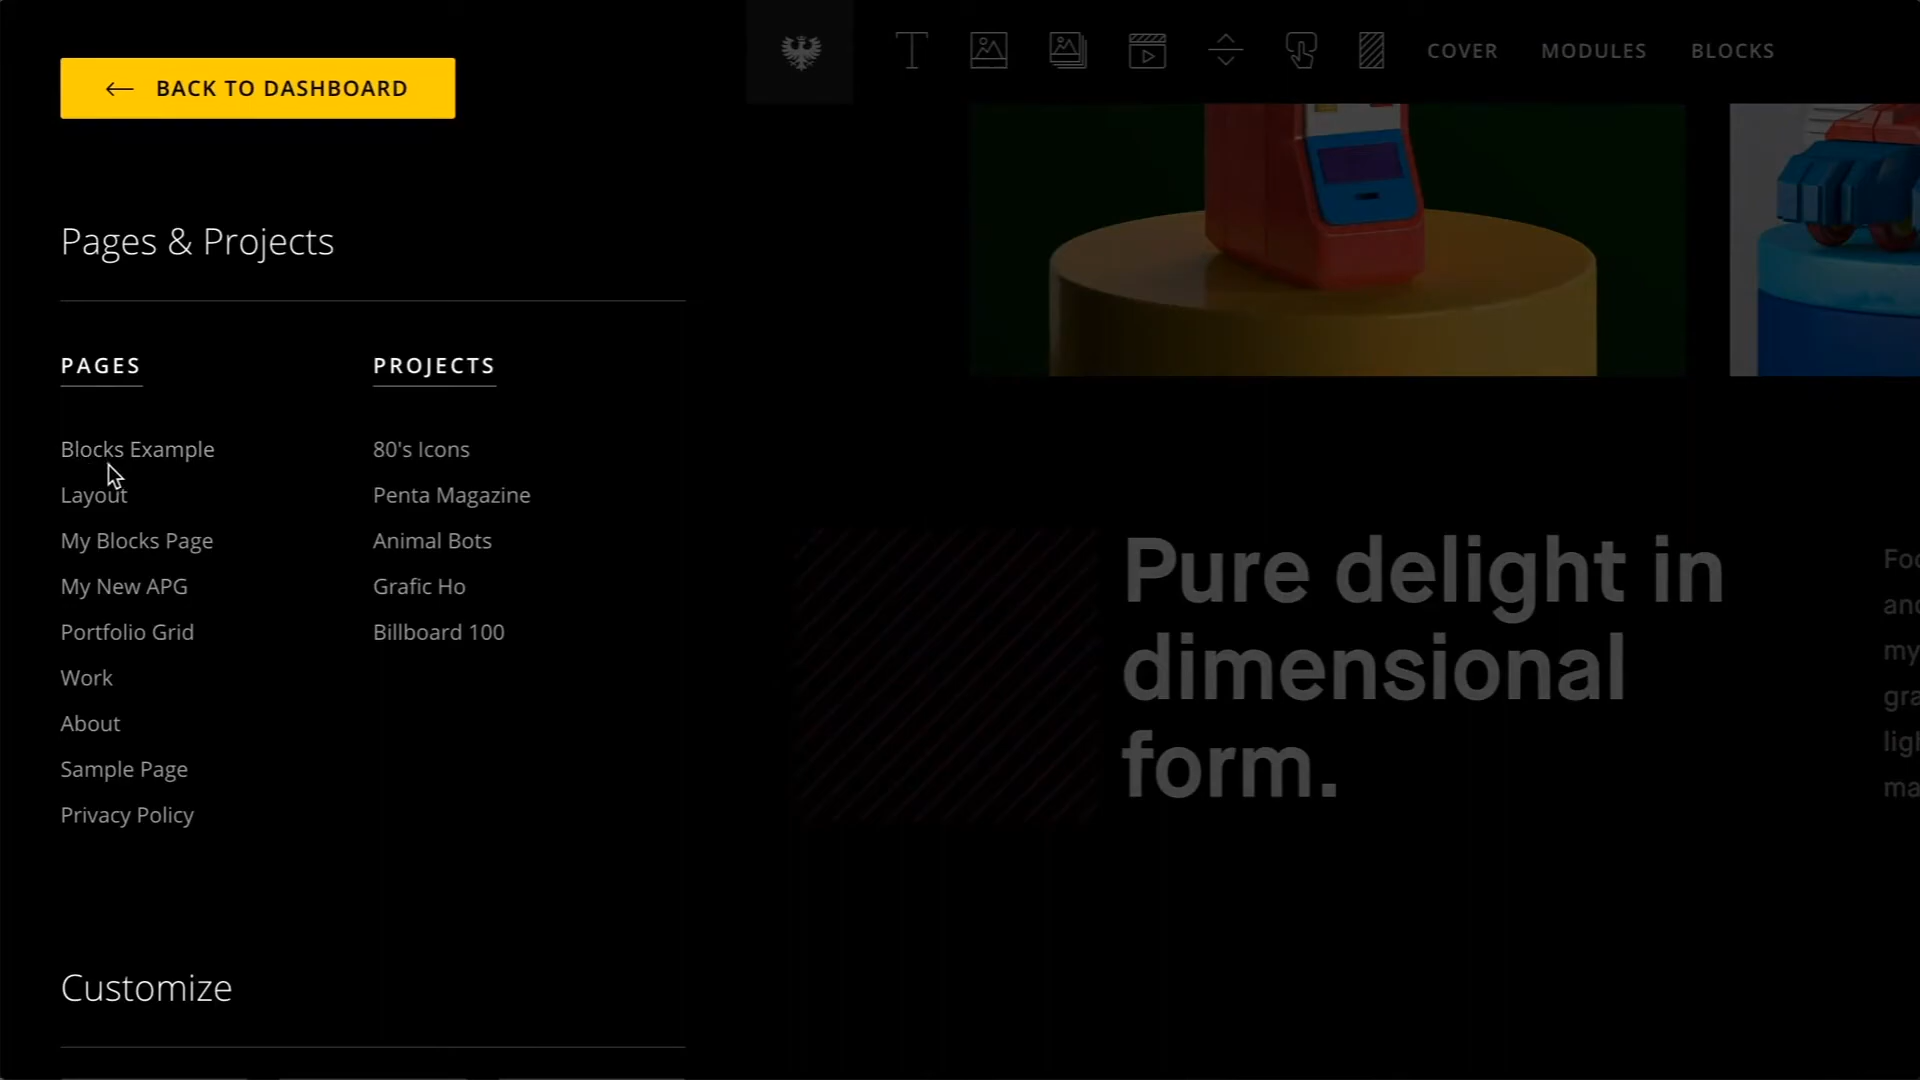 BACK TO DASHBOARD
COVER
MODULES
BLOCKS
Pages & Projects
PAGES
PROJECTS
Blocks Example
Layout
My Blocks Page
My New APG
Portfolio Grid
Work
About
Sample Page
Privacy Policy
80's Icons
Penta Magazine
Animal Bots
Grafic Ho
Billboard 100
Pure delight in
dimensional
form.
Customize